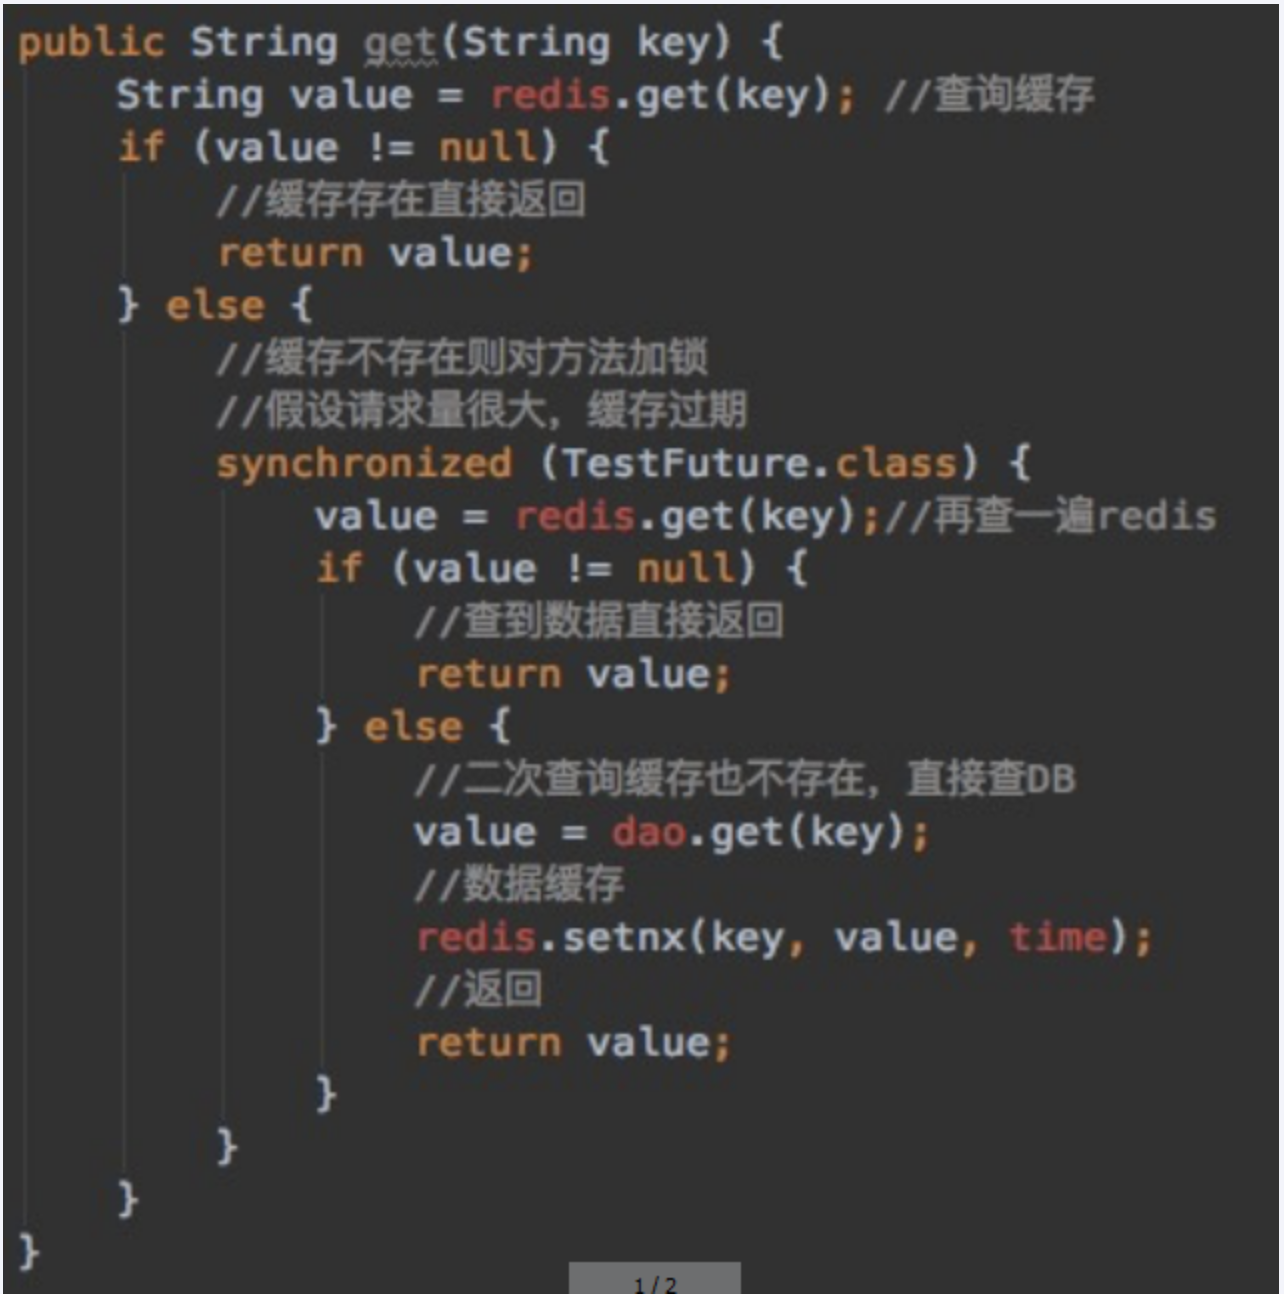 public String get(String key) {
String value = redis.get(key); //查询缓存
if (value != null) {
//缓存存在直接返回
return value;
} else {
//缓存不存在则对方法加锁
//假设请求量很大，缓存过期
synchronized (TestFuture.class) {
value = redis.get(key);//再查一遍redis
if (value != null) {
//查到数据直接返回
return value;
} else {
//二次查询缓存也不存在，直接查DB
value = dao.get(key);
//数据缓存
redis.setnx(key, value, time);
//返回
return value;
}
}
}
}
1 / 2